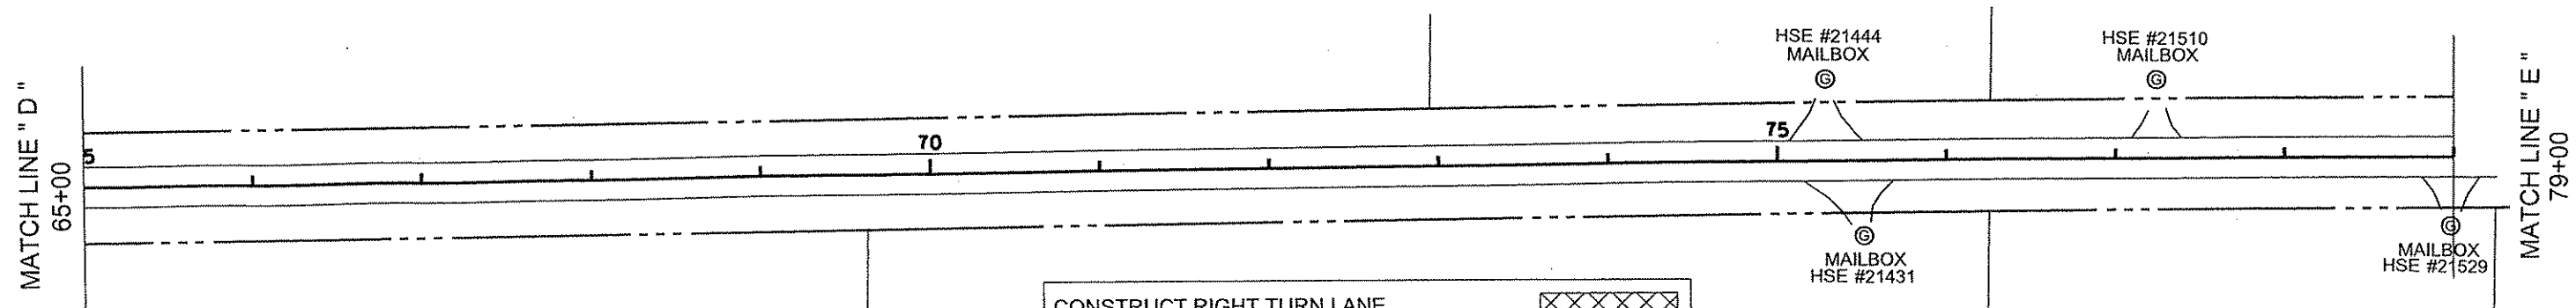 MATCH LINE " D "
65+00
5
70
75
HSE #21444
MAILBOX
G
HSE #21510
MAILBOX
G
G
MAILBOX
HSE #21431
G
MAILBOX
HSE #21529
MATCH LINE " E "
79+00
CONSTRUCT RIGHT TURN LANE